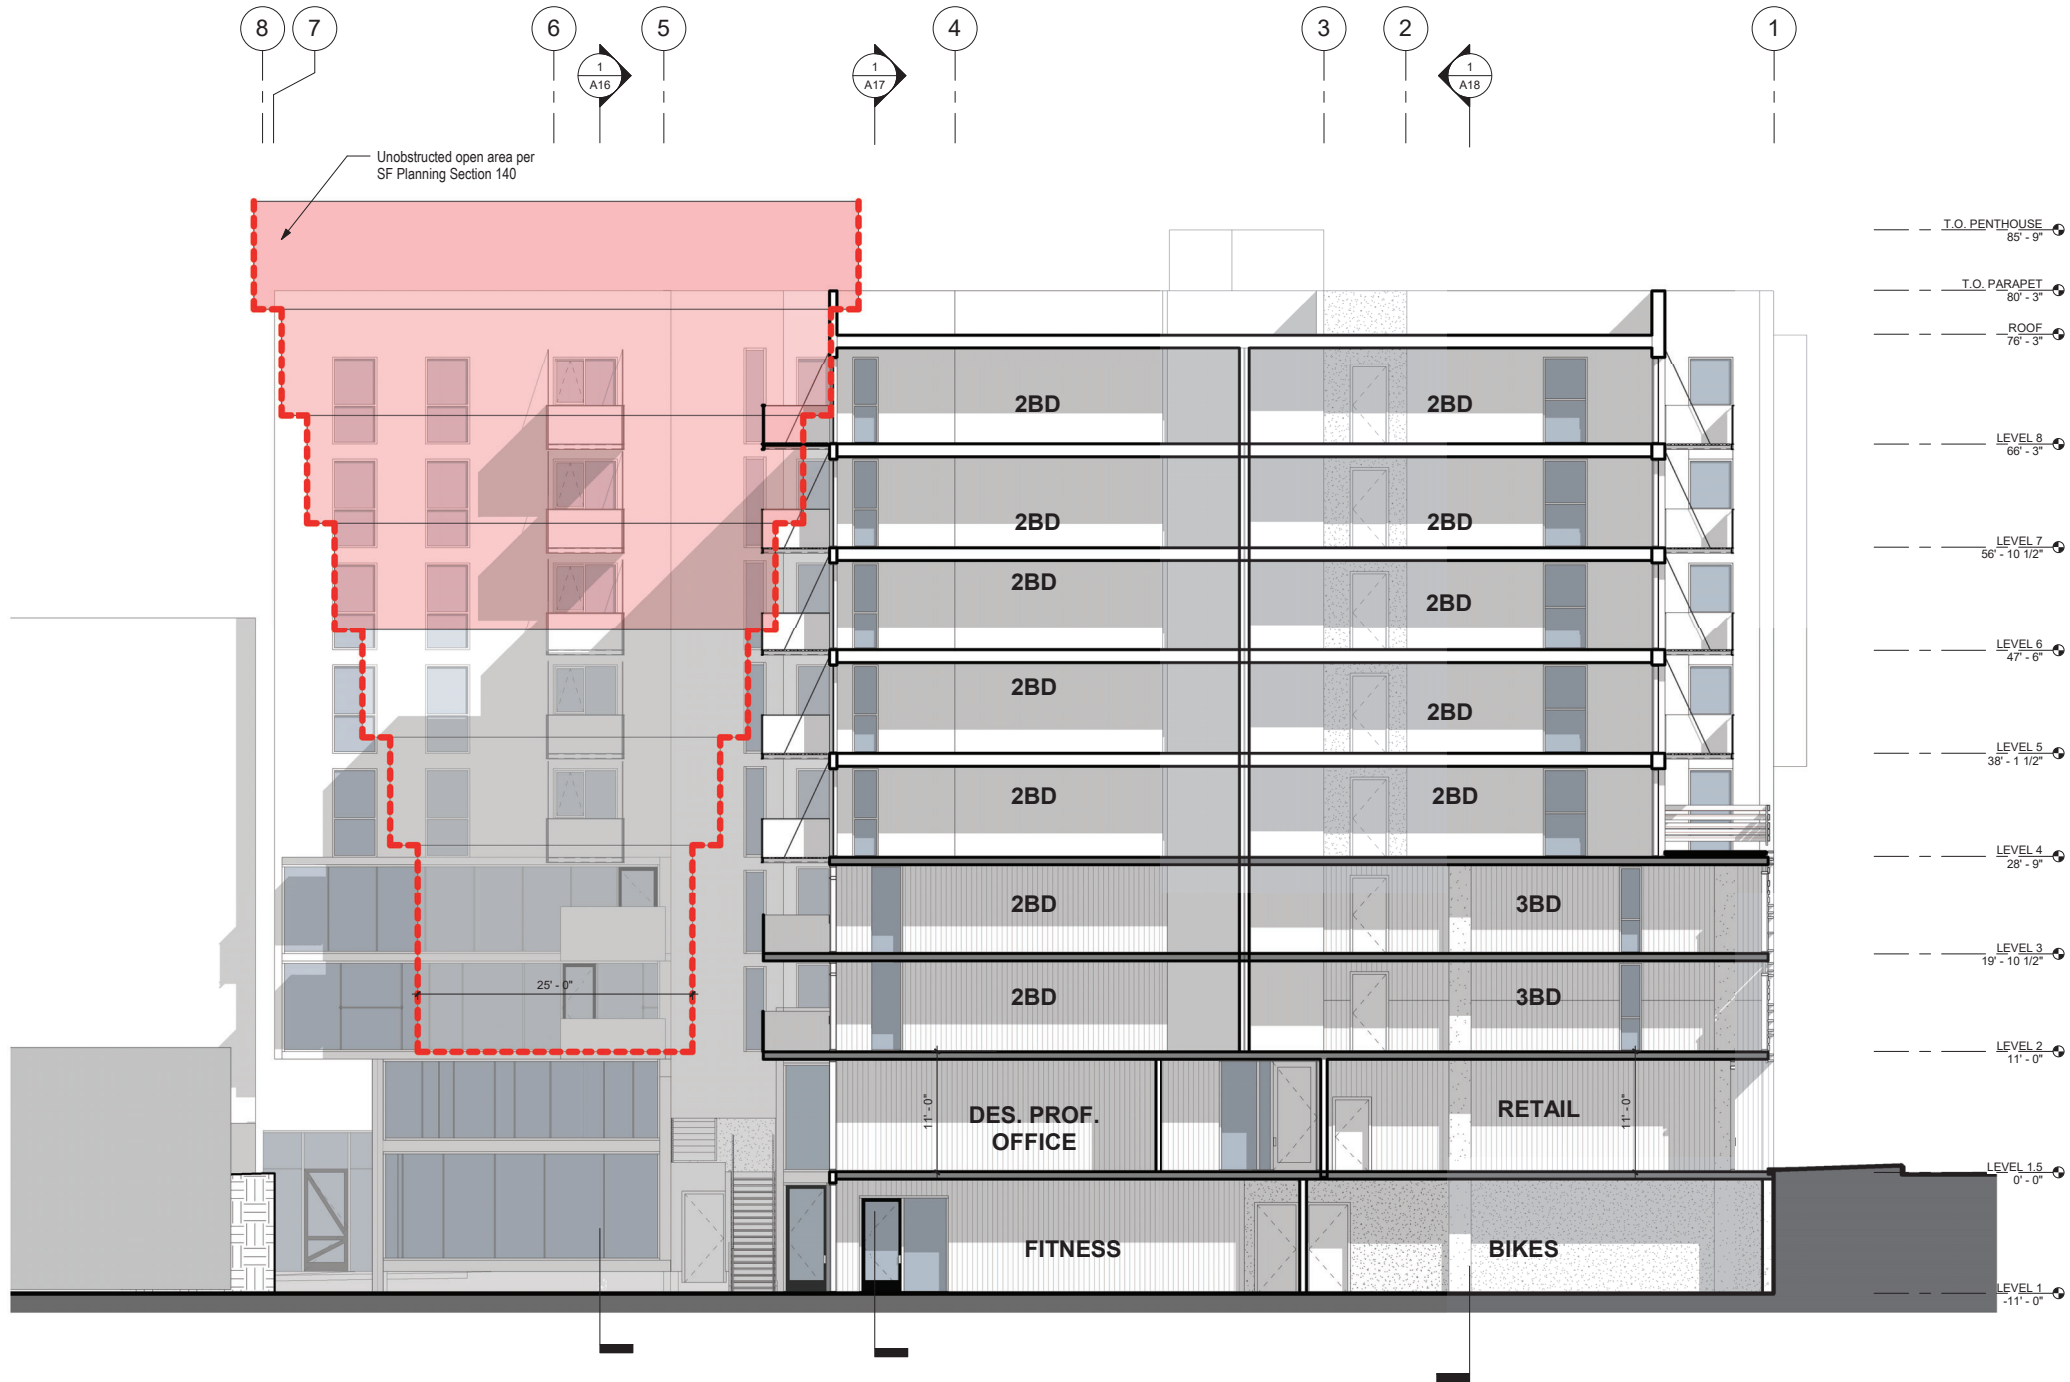 8
7
6
5
4
3
2
1
1
A16
1
A17
1
A18
Unobstructed open area per
SF Planning Section 140
T.O. PENTHOUSE
85' - 9"
T.O. PARAPET
80' - 3"
ROOF
76' - 3"
2BD
2BD
LEVEL 8
66' - 3"
2BD
2BD
LEVEL 7
56' - 10 1/2"
2BD
2BD
LEVEL 6
47' - 6"
2BD
2BD
LEVEL 5
38' - 1 1/2"
2BD
2BD
LEVEL 4
28' - 9"
2BD
3BD
LEVEL 3
19' - 10 1/2"
25' - 0"
2BD
3BD
LEVEL 2
11' - 0"
11' - 0"
DES. PROF.
OFFICE
RETAIL
11' - 0"
LEVEL 1.5
0' - 0"
FITNESS
BIKES
LEVEL 1
-11' - 0"